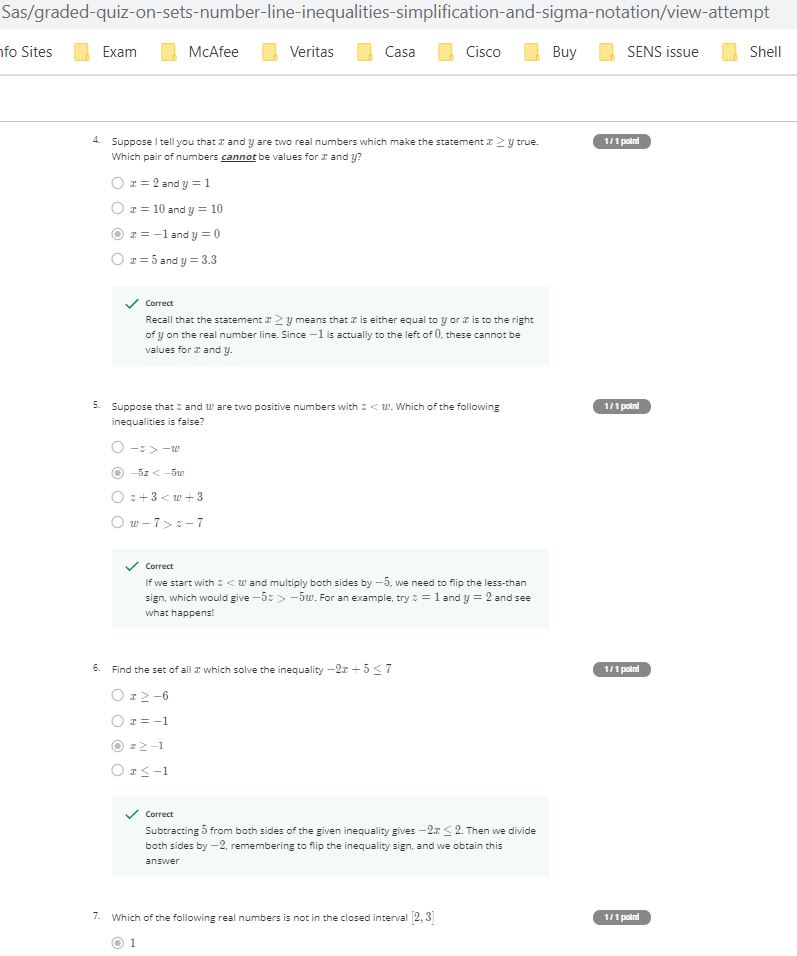 Sas/graded-quiz-on-sets-number-line-inequalities-simplification-and-sigma-notation/view-attempt
nfo Sites Exam McAfee Veritas Casa Cisco Buy SENS issue Shell
4. Suppose I tell you that x and y are two real numbers which make the statement x ≥ y true. 1 / 1 point
Which pair of numbers cannot be values for x and y?
x = 2 and y = 1
x = 10 and y = 10
x = −1 and y = 0
x = 5 and y = 3.3
Correct
Recall that the statement x ≥ y means that x is either equal to y or x is to the right
of y on the real number line. Since −1 is actually to the left of 0, these cannot be
values for x and y.
5. Suppose that z and w are two positive numbers with z < w. Which of the following 1 / 1 point
inequalities is false?
−z > −w
−5z < −5w
z + 3 < w + 3
w − 7 > z − 7
Correct
If we start with z < w and multiply both sides by −5, we need to flip the less-than
sign, which would give −5z > −5w. For an example, try z = 1 and y = 2 and see
what happens!
6. Find the set of all x which solve the inequality −2x + 5 ≤ 7 1 / 1 point
x ≥ −6
x = −1
x ≥ −1
x ≤ −1
Correct
Subtracting 5 from both sides of the given inequality gives −2x ≤ 2. Then we divide
both sides by −2, remembering to flip the inequality sign, and we obtain this
answer
7. Which of the following real numbers is not in the closed interval [2, 3] 1 / 1 point
1